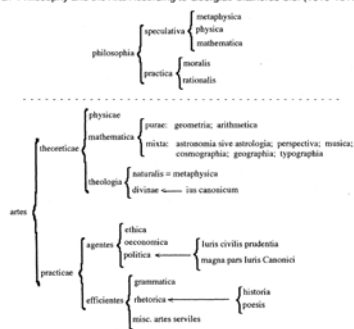 metaphysica
speculativa physica
mathematica
philosophia
practica moralis
rationalis
physicae
purae: geometria; arithmetica
mathematica
mixta: astronomia sive astrologia; perspectiva; musica;
cosmographia; geographia; typographia
theoreticae
naturalis = metaphysica
theologia
divinae ius canonicum
artes
ethica
agentes oeconomica Iuris civilis prudentia
politica magna pars Iuris Canonici
practicae
grammatica
efficientes rhetorica historia
poesis
misc. artes serviles